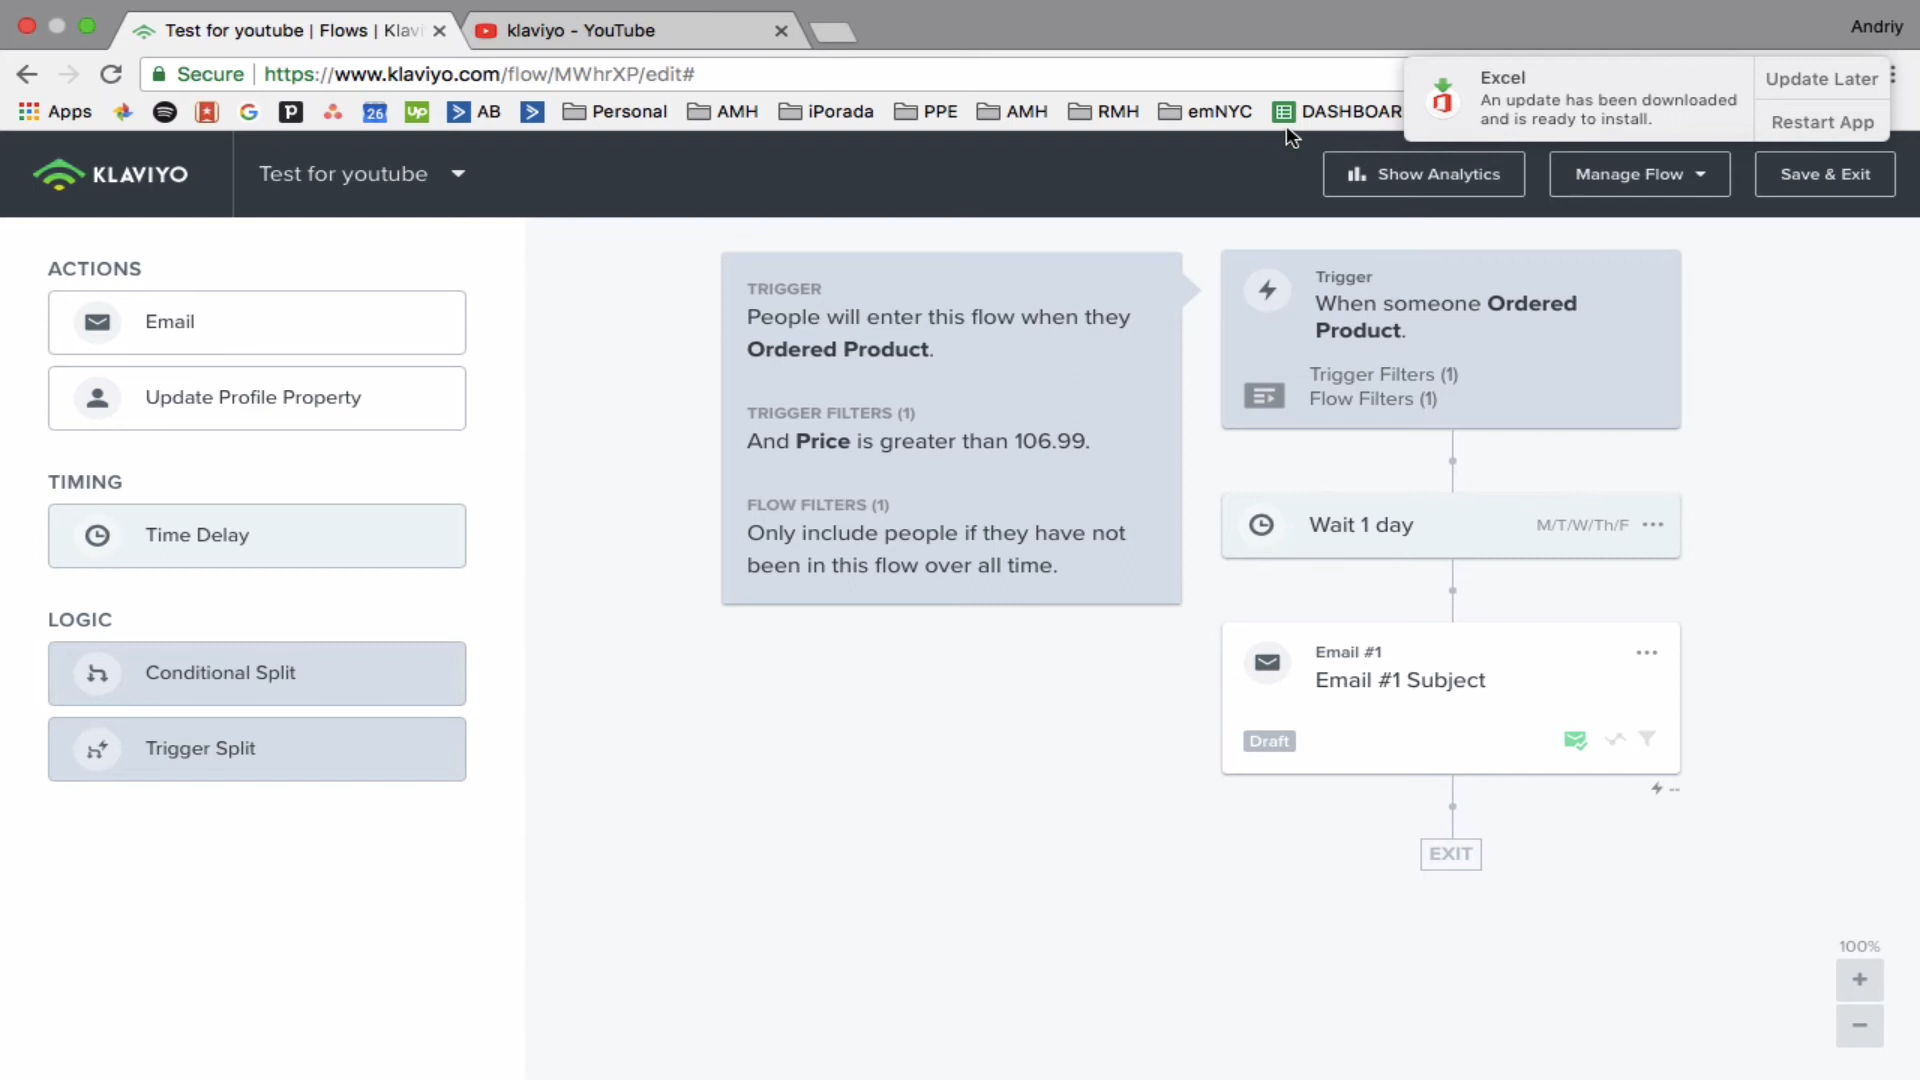 Andriy
Test for youtube | Flows | Klavi
klaviyo - YouTube
Secure https://www.klaviyo.com/flow/MWhrXP/edit#
Apps
26
up
AB
Personal
AMH
iPorada
PPE
AMH
RMH
emNYC
DASHBOAR
Excel
An update has been downloaded
and is ready to install.
Update Later
Restart App
KLAVIYO
Test for youtube
Show Analytics
Manage Flow
Save & Exit
ACTIONS
Email
Update Profile Property
TIMING
Time Delay
LOGIC
Conditional Split
Trigger Split
TRIGGER
People will enter this flow when they
Ordered Product.
TRIGGER FILTERS (1)
And Price is greater than 106.99.
FLOW FILTERS (1)
Only include people if they have not
been in this flow over all time.
Trigger
When someone Ordered
Product.
Trigger Filters (1)
Flow Filters (1)
Wait 1 day
M/T/W/Th/F
Email #1
Email #1 Subject
Draft
--
EXIT
100%
+
−